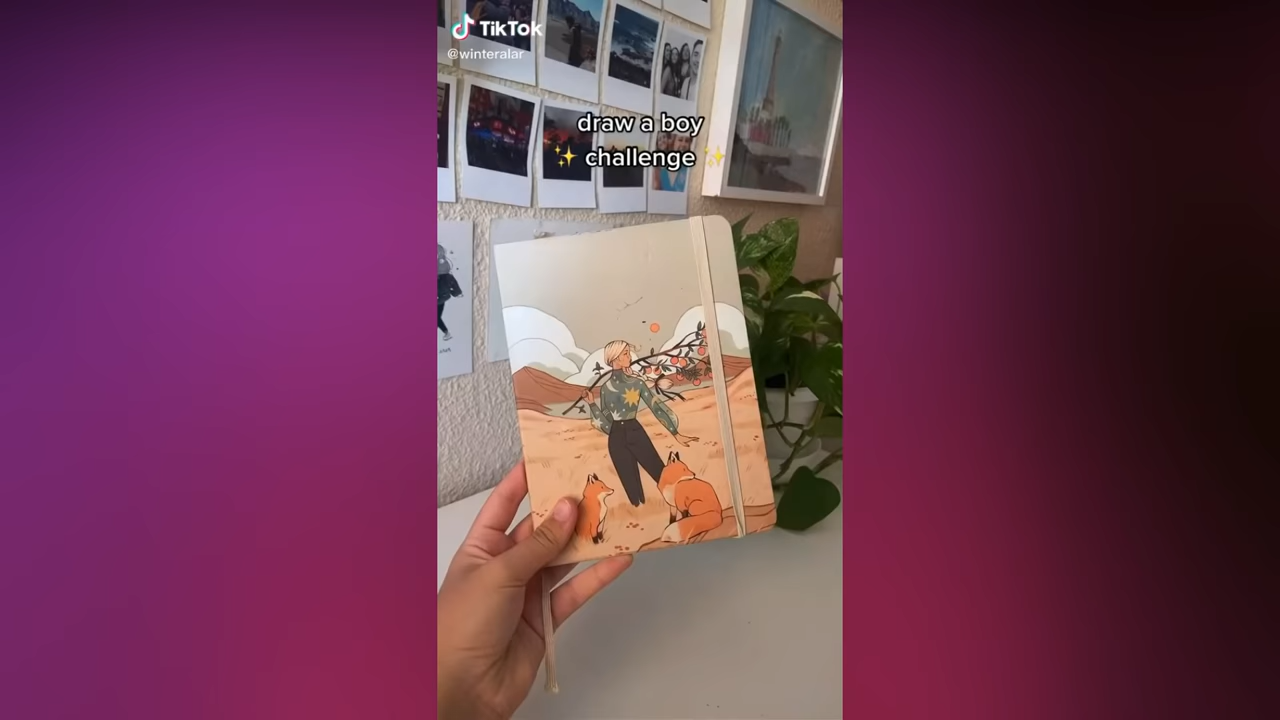 TikTok
@winteralar
draw a boy
✨ challenge ✨